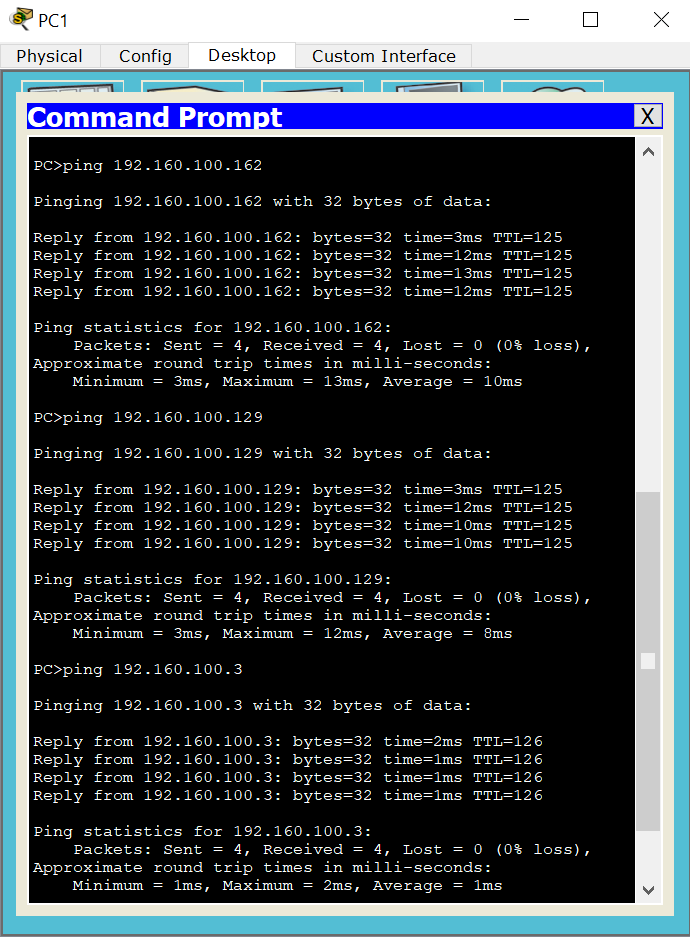 PC1
Physical Config Desktop Custom Interface
Command Prompt X
PC>ping 192.160.100.162
Pinging 192.160.100.162 with 32 bytes of data:
Reply from 192.160.100.162: bytes=32 time=3ms TTL=125
Reply from 192.160.100.162: bytes=32 time=12ms TTL=125
Reply from 192.160.100.162: bytes=32 time=13ms TTL=125
Reply from 192.160.100.162: bytes=32 time=12ms TTL=125
Ping statistics for 192.160.100.162:
    Packets: Sent = 4, Received = 4, Lost = 0 (0% loss),
Approximate round trip times in milli-seconds:
    Minimum = 3ms, Maximum = 13ms, Average = 10ms
PC>ping 192.160.100.129
Pinging 192.160.100.129 with 32 bytes of data:
Reply from 192.160.100.129: bytes=32 time=3ms TTL=125
Reply from 192.160.100.129: bytes=32 time=12ms TTL=125
Reply from 192.160.100.129: bytes=32 time=10ms TTL=125
Reply from 192.160.100.129: bytes=32 time=10ms TTL=125
Ping statistics for 192.160.100.129:
    Packets: Sent = 4, Received = 4, Lost = 0 (0% loss),
Approximate round trip times in milli-seconds:
    Minimum = 3ms, Maximum = 12ms, Average = 8ms
PC>ping 192.160.100.3
Pinging 192.160.100.3 with 32 bytes of data:
Reply from 192.160.100.3: bytes=32 time=2ms TTL=126
Reply from 192.160.100.3: bytes=32 time=1ms TTL=126
Reply from 192.160.100.3: bytes=32 time=1ms TTL=126
Reply from 192.160.100.3: bytes=32 time=1ms TTL=126
Ping statistics for 192.160.100.3:
    Packets: Sent = 4, Received = 4, Lost = 0 (0% loss),
Approximate round trip times in milli-seconds:
    Minimum = 1ms, Maximum = 2ms, Average = 1ms